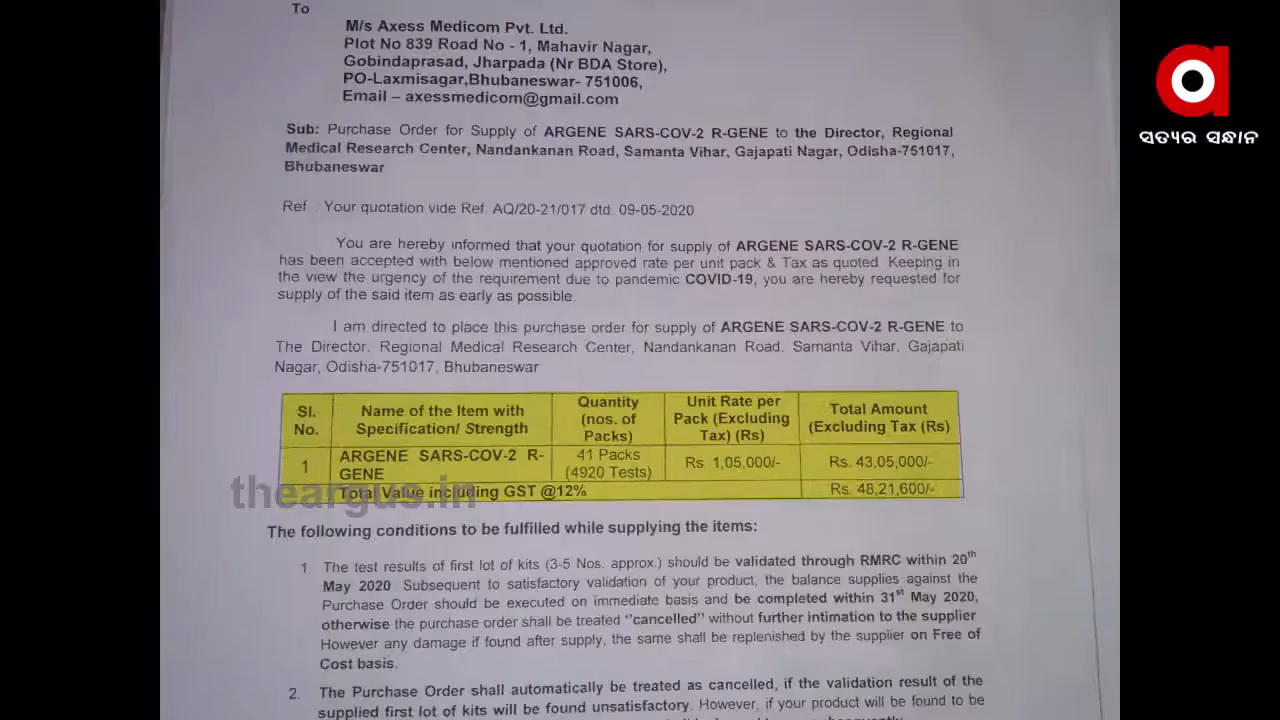 To
M/s Axess Medicom Pvt. Ltd.
Plot No 839 Road No - 1, Mahavir Nagar,
Gobindaprasad, Jharpada (Nr BDA Store),
PO-Laxmisagar,Bhubaneswar- 751006,
Email – axessmedicom@gmail.com
ସତ୍ୟର ସନ୍ଧାନ
Sub: Purchase Order for Supply of ARGENE SARS-COV-2 R-GENE to the Director, Regional
Medical Research Center, Nandankanan Road, Samanta Vihar, Gajapati Nagar, Odisha-751017,
Bhubaneswar
Ref : Your quotation vide Ref. AQ/20-21/017 dtd. 09-05-2020
You are hereby informed that your quotation for supply of ARGENE SARS-COV-2 R-GENE
has been accepted with below mentioned approved rate per unit pack & Tax as quoted. Keeping in
the view the urgency of the requirement due to pandemic COVID-19, you are hereby requested for
supply of the said item as early as possible.
I am directed to place this purchase order for supply of ARGENE SARS-COV-2 R-GENE to
The Director. Regional Medical Research Center, Nandankanan Road. Samanta Vihar. Gajapati
Nagar, Odisha-751017, Bhubaneswar
Sl. No. Name of the Item with Specification/ Strength Quantity (nos. of Packs) Unit Rate per Pack (Excluding Tax) (Rs) Total Amount (Excluding Tax (Rs)
1 ARGENE SARS-COV-2 R-GENE 41 Packs (4920 Tests) Rs 1,05,000/- Rs. 43,05,000/-
Total Value including GST @12% Rs. 48,21,600/-
theargus.in
The following conditions to be fulfilled while supplying the items:
1. The test results of first lot of kits (3-5 Nos. approx.) should be validated through RMRC within 20th
May 2020 Subsequent to satisfactory validation of your product, the balance supplies against the
Purchase Order should be executed on immediate basis and be completed within 31st May 2020,
otherwise the purchase order shall be treated "cancelled" without further intimation to the supplier
However any damage if found after supply, the same shall be replenished by the supplier on Free of
Cost basis.
2. The Purchase Order shall automatically be treated as cancelled, if the validation result of the
supplied first lot of kits will be found unsatisfactory. However, if your product will be found to be